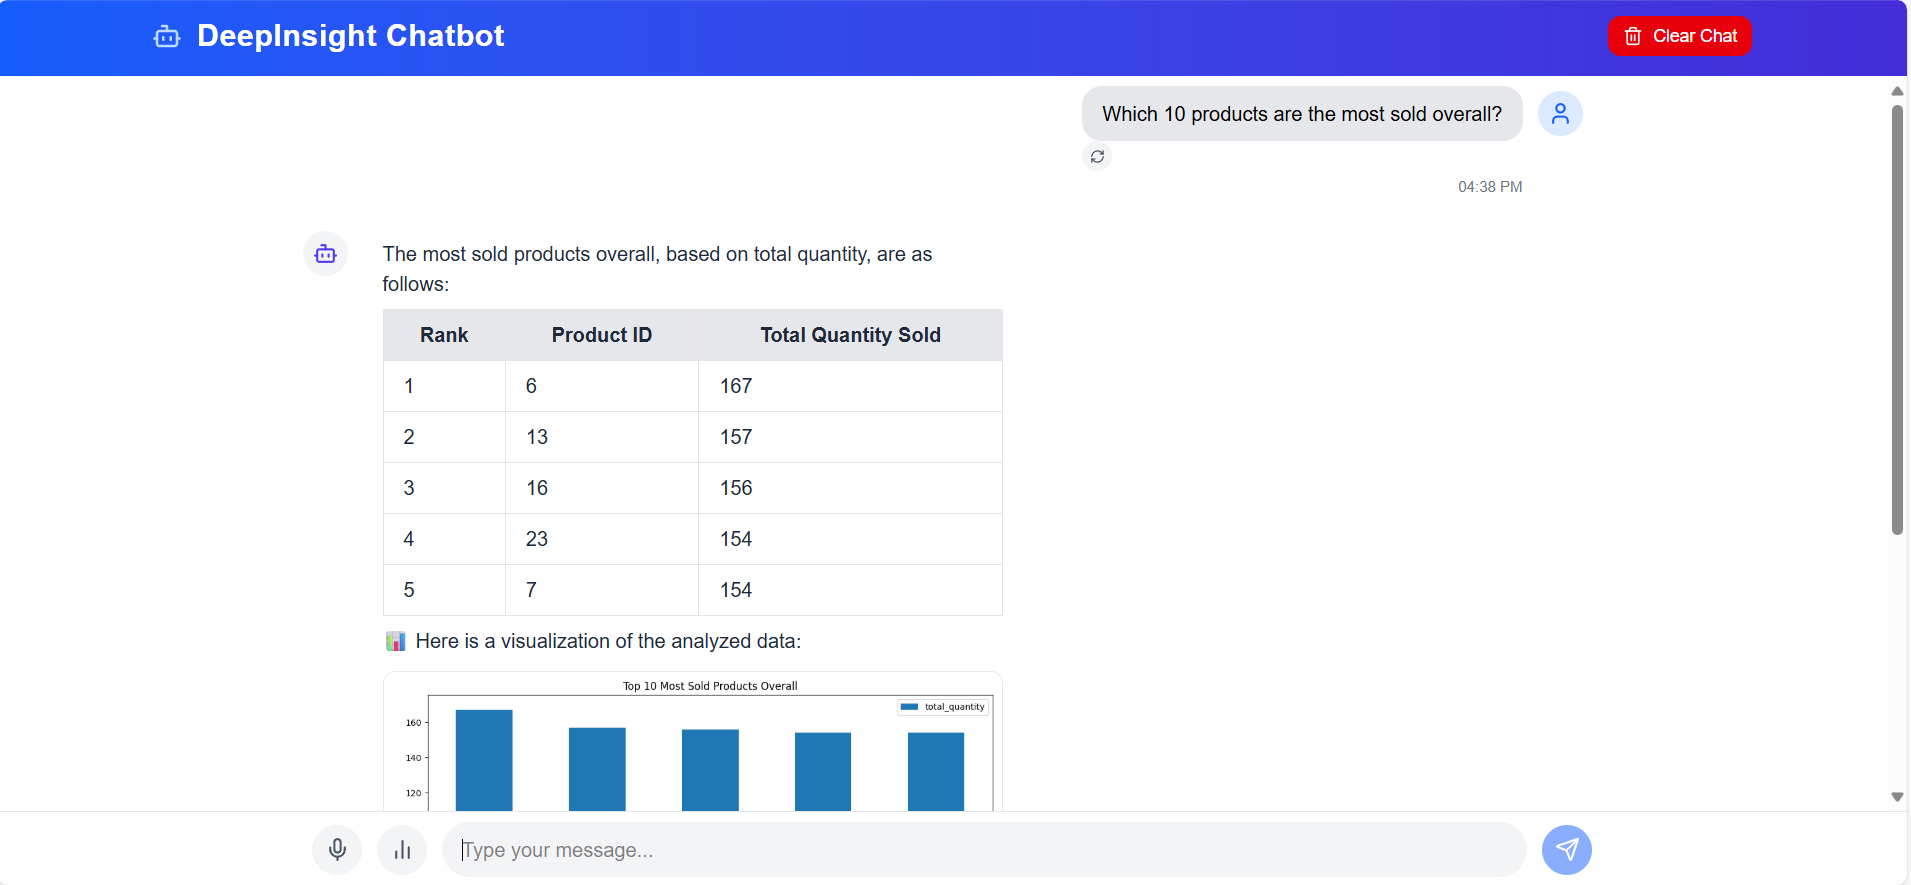 DeepInsight Chatbot
Clear Chat
Which 10 products are the most sold overall?
04:38 PM
The most sold products overall, based on total quantity, are as
follows:
Rank Product ID Total Quantity Sold
1 6 167
2 13 157
3 16 156
4 23 154
5 7 154
Here is a visualization of the analyzed data:
Top 10 Most Sold Products Overall
total_quantity
160
140
120
Type your message...